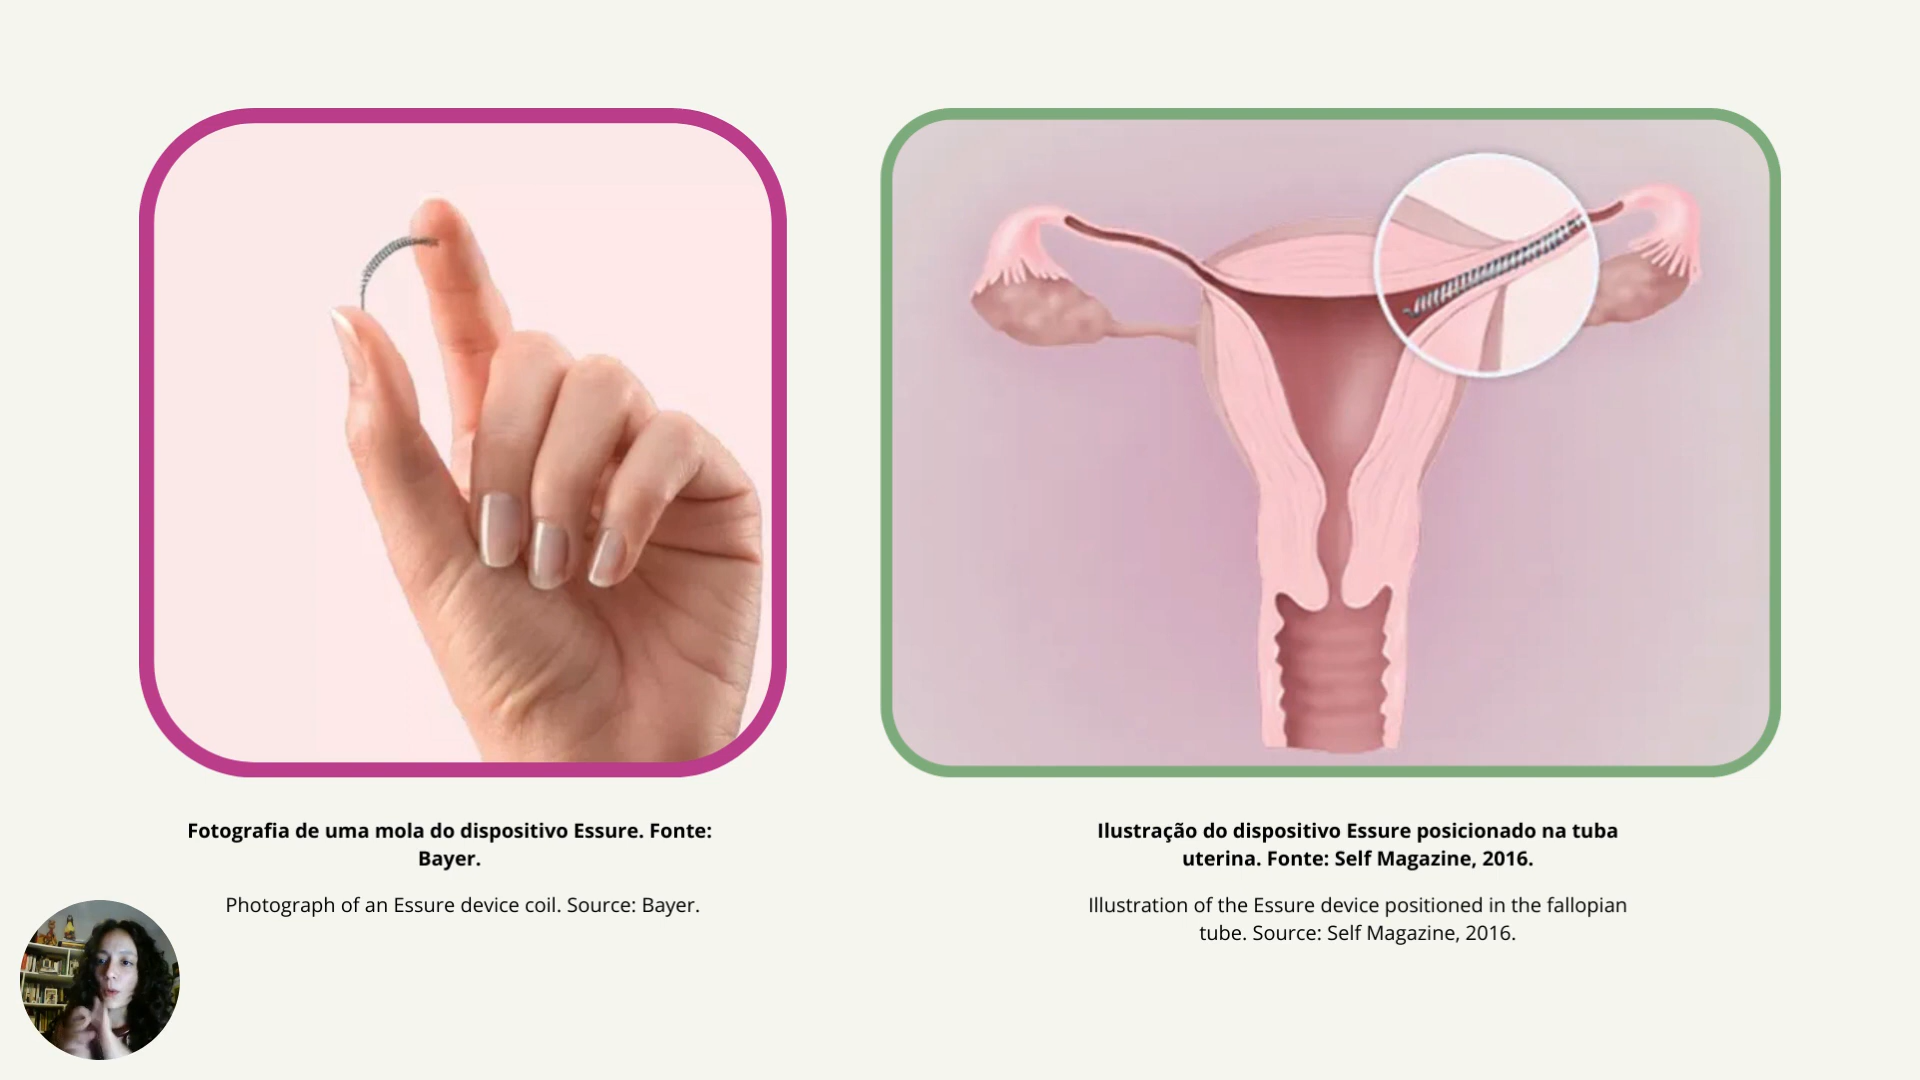 Fotografia de uma mola do dispositivo Essure. Fonte:
Bayer.
Photograph of an Essure device coil. Source: Bayer.
Ilustração do dispositivo Essure posicionado na tuba
uterina. Fonte: Self Magazine, 2016.
Illustration of the Essure device positioned in the fallopian
tube. Source: Self Magazine, 2016.